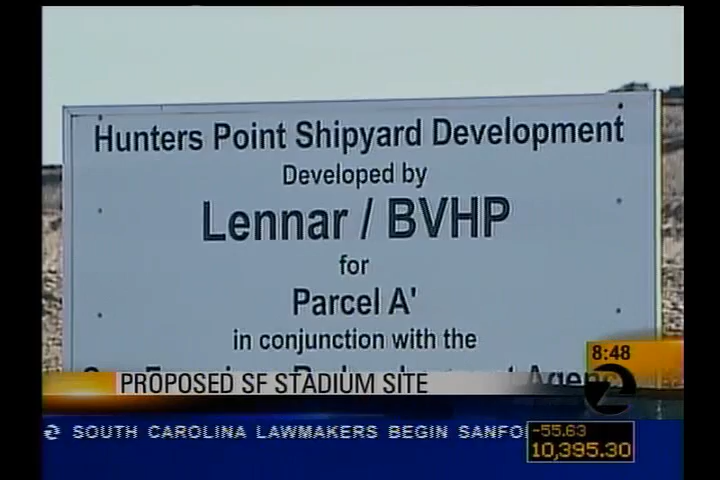 Hunters Point Shipyard Development
Developed by
Lennar / BVHP
for
Parcel A'
in conjunction with the
8:48
PROPOSED SF STADIUM SITE
SOUTH CAROLINA LAWMAKERS BEGIN SANFO
-55.63
10,395.30